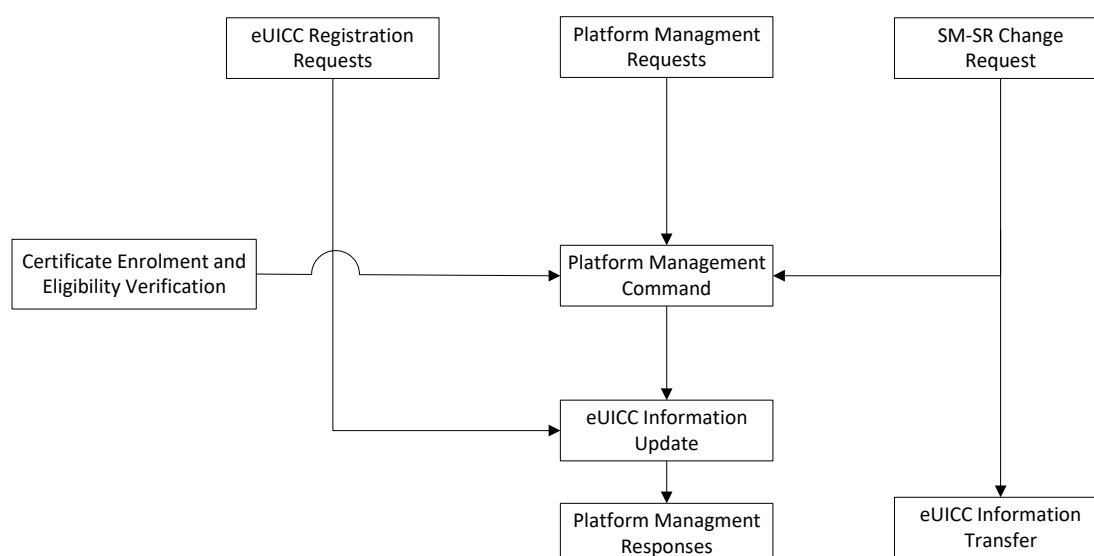 eUICC Registration
Requests
Platform Managment
Requests
SM-SR Change
Request
Certificate Enrolment and
Eligibility Verification
Platform Management
Command
eUICC Information
Update
Platform Managment
Responses
eUICC Information
Transfer